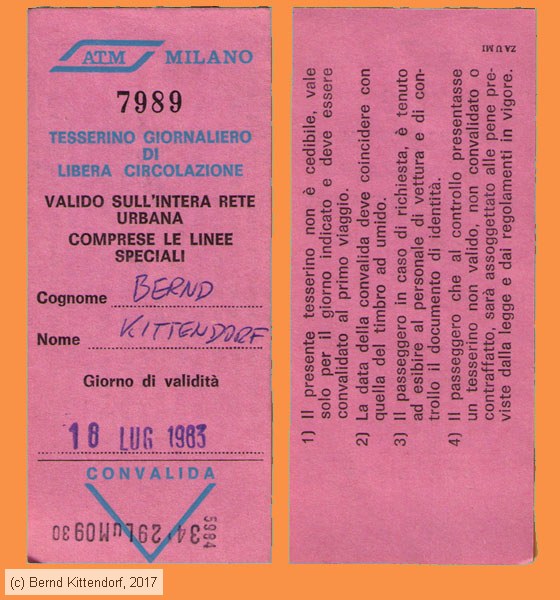 ATM MILANO
7989
TESSERINO GIORNALIERO
DI
LIBERA CIRCOLAZIONE
VALIDO SULL'INTERA RETE
URBANA
COMPRESE LE LINEE
SPECIALI
Cognome BERND
Nome KITTENDORF
Giorno di validità
18 LUG 1983
CONVALIDA
5994
34'29LUM0930
ZA U MI
1) Il presente tesserino non è cedibile, vale
solo per il giorno indicato e deve essere
convalidato al primo viaggio.
2) La data della convalida deve coincidere con
quella del timbro ad umido.
3) Il passeggero in caso di richiesta, è tenuto
ad esibire al personale di vettura e di con-
trollo il documento di identità.
4) Il passeggero che al controllo presentasse
un tesserino non valido, non convalidato o
contraffatto, sarà assoggettato alle pene pre-
viste dalla legge e dai regolamenti in vigore.
(c) Bernd Kittendorf, 2017